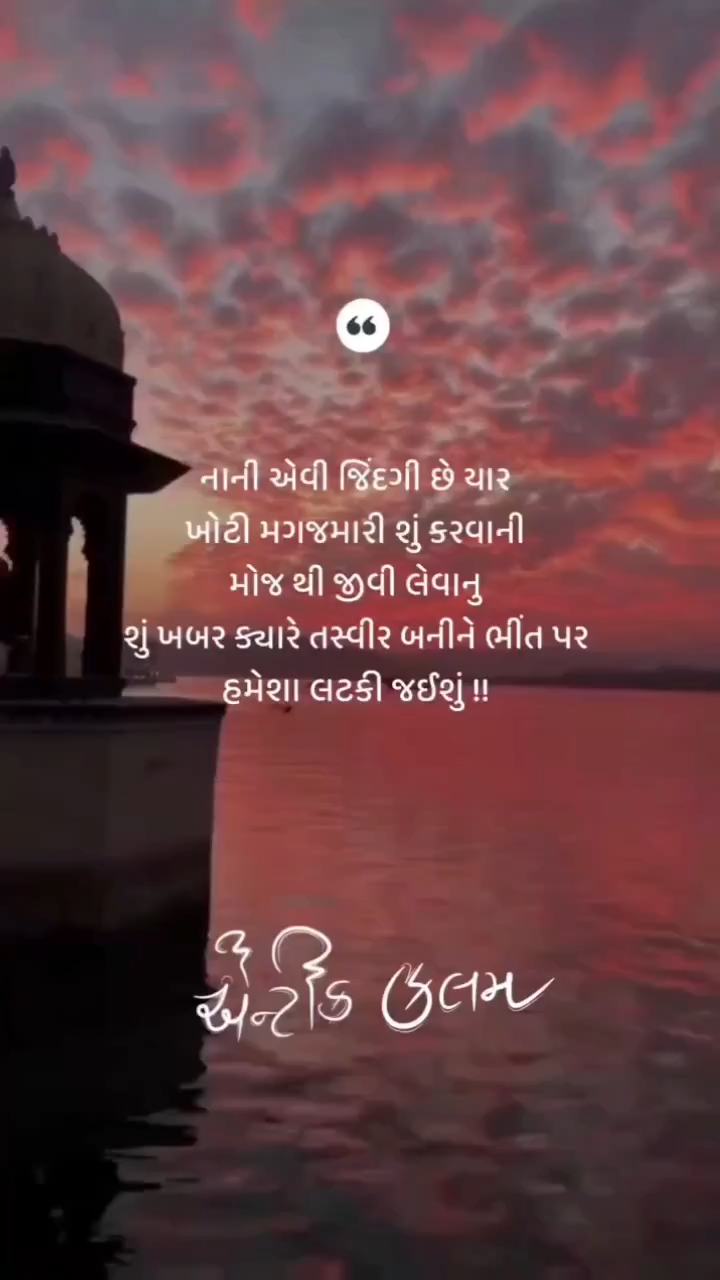 નાની એવી જિંદગી છે યાર
ખોટી મગજમારી શું કરવાની
મોજ થી જીવી લેવાનુ
શું ખબર ક્યારે તસ્વીર બનીને ભીંત પર
હમેશા લટકી જઈશું !!
એન્ટીક કલમ